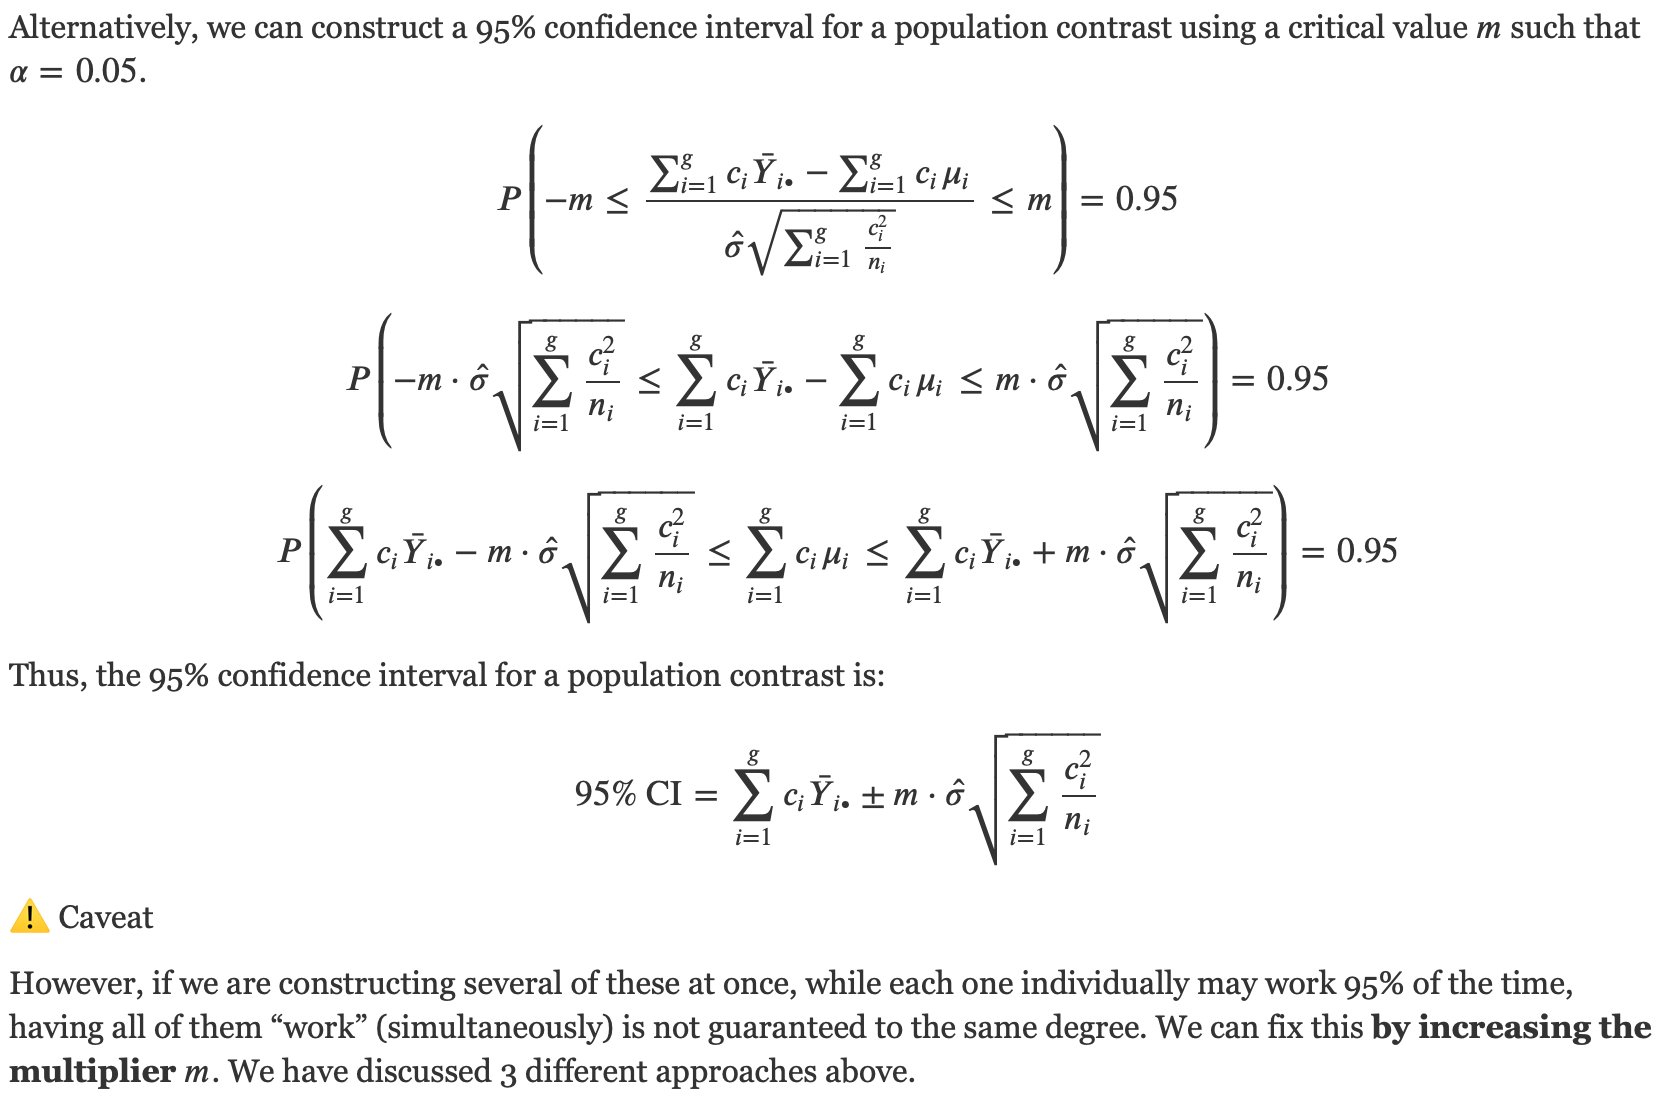 Alternatively, we can construct a 95% confidence interval for a population contrast using a critical value m such that
α = 0.05.
$$P\left(-m \leq \frac{\sum_{i=1}^{g} c_i \bar{Y}_{i\bullet} - \sum_{i=1}^{g} c_i \mu_i}{\hat{\sigma}\sqrt{\sum_{i=1}^{g} \frac{c_i^2}{n_i}}} \leq m\right) = 0.95$$
$$P\left(-m \cdot \hat{\sigma}\sqrt{\sum_{i=1}^{g} \frac{c_i^2}{n_i}} \leq \sum_{i=1}^{g} c_i \bar{Y}_{i\bullet} - \sum_{i=1}^{g} c_i \mu_i \leq m \cdot \hat{\sigma}\sqrt{\sum_{i=1}^{g} \frac{c_i^2}{n_i}}\right) = 0.95$$
$$P\left(\sum_{i=1}^{g} c_i \bar{Y}_{i\bullet} - m \cdot \hat{\sigma}\sqrt{\sum_{i=1}^{g} \frac{c_i^2}{n_i}} \leq \sum_{i=1}^{g} c_i \mu_i \leq \sum_{i=1}^{g} c_i \bar{Y}_{i\bullet} + m \cdot \hat{\sigma}\sqrt{\sum_{i=1}^{g} \frac{c_i^2}{n_i}}\right) = 0.95$$
Thus, the 95% confidence interval for a population contrast is:
$$95\% \text{ CI} = \sum_{i=1}^{g} c_i \bar{Y}_{i\bullet} \pm m \cdot \hat{\sigma}\sqrt{\sum_{i=1}^{g} \frac{c_i^2}{n_i}}$$
⚠️ Caveat
However, if we are constructing several of these at once, while each one individually may work 95% of the time,
having all of them “work” (simultaneously) is not guaranteed to the same degree. We can fix this by increasing the
multiplier m. We have discussed 3 different approaches above.